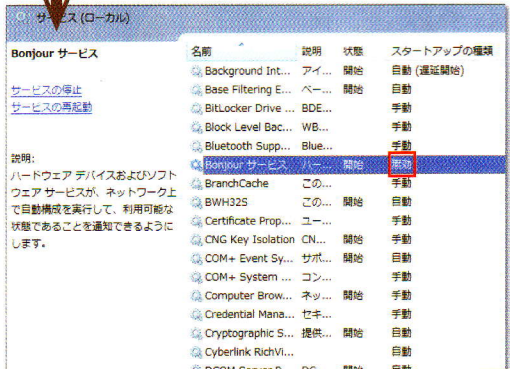 サービス (ローカル)
Bonjour サービス
サービスの停止
サービスの再起動
説明:
ハードウェア デバイスおよびソフト
ウェア サービスが、ネットワーク上
で自動構成を実行して、利用可能な
状態であることを通知できるように
します。
名前 説明 状態 スタートアップの種類
Background Int... アイ... 開始 自動 (遅延開始)
Base Filtering E... ベー... 開始 自動
BitLocker Drive ... BDE... 手動
Block Level Bac... WB... 手動
Bluetooth Supp... Blue... 手動
Bonjour サービス ハー... 開始 無効
BranchCache この... 手動
BWH32S この... 開始 自動
Certificate Prop... ユー... 手動
CNG Key Isolation CN... 開始 手動
COM+ Event Sy... サポ... 開始 自動
COM+ System ... コン... 手動
Computer Brow... ネッ... 開始 手動
Credential Mana... セキ... 手動
Cryptographic S... 提供... 開始 自動
Cyberlink RichVi... 自動
DCOM Server P... DC... 開始 自動